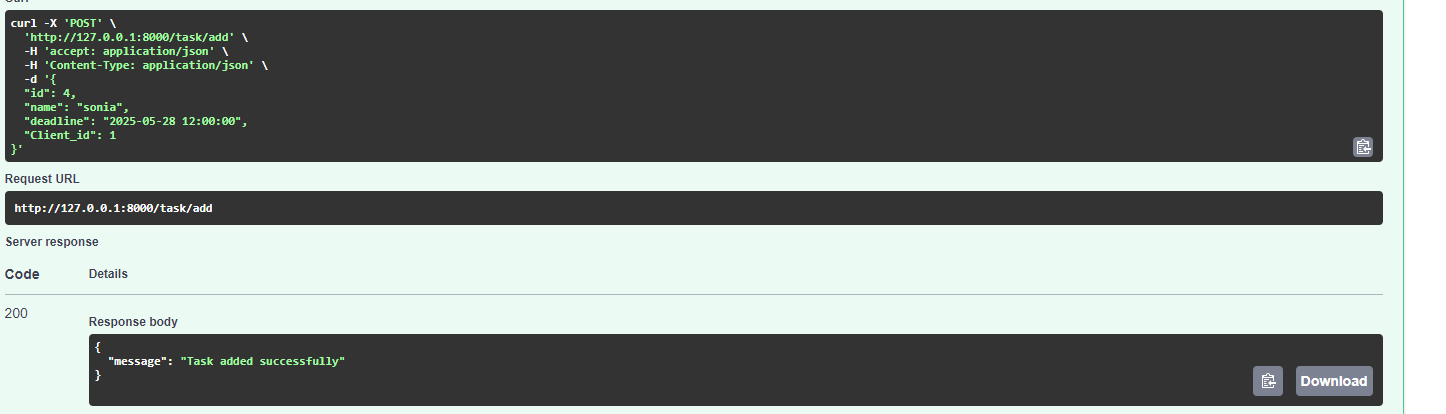 Curl
curl -X 'POST' \
  'http://127.0.0.1:8000/task/add' \
  -H 'accept: application/json' \
  -H 'Content-Type: application/json' \
  -d '{
  "id": 4,
  "name": "sonia",
  "deadline": "2025-05-28 12:00:00",
  "Client_id": 1
}'
Request URL
http://127.0.0.1:8000/task/add
Server response
Code Details
200
Response body
{
  "message": "Task added successfully"
}
Download